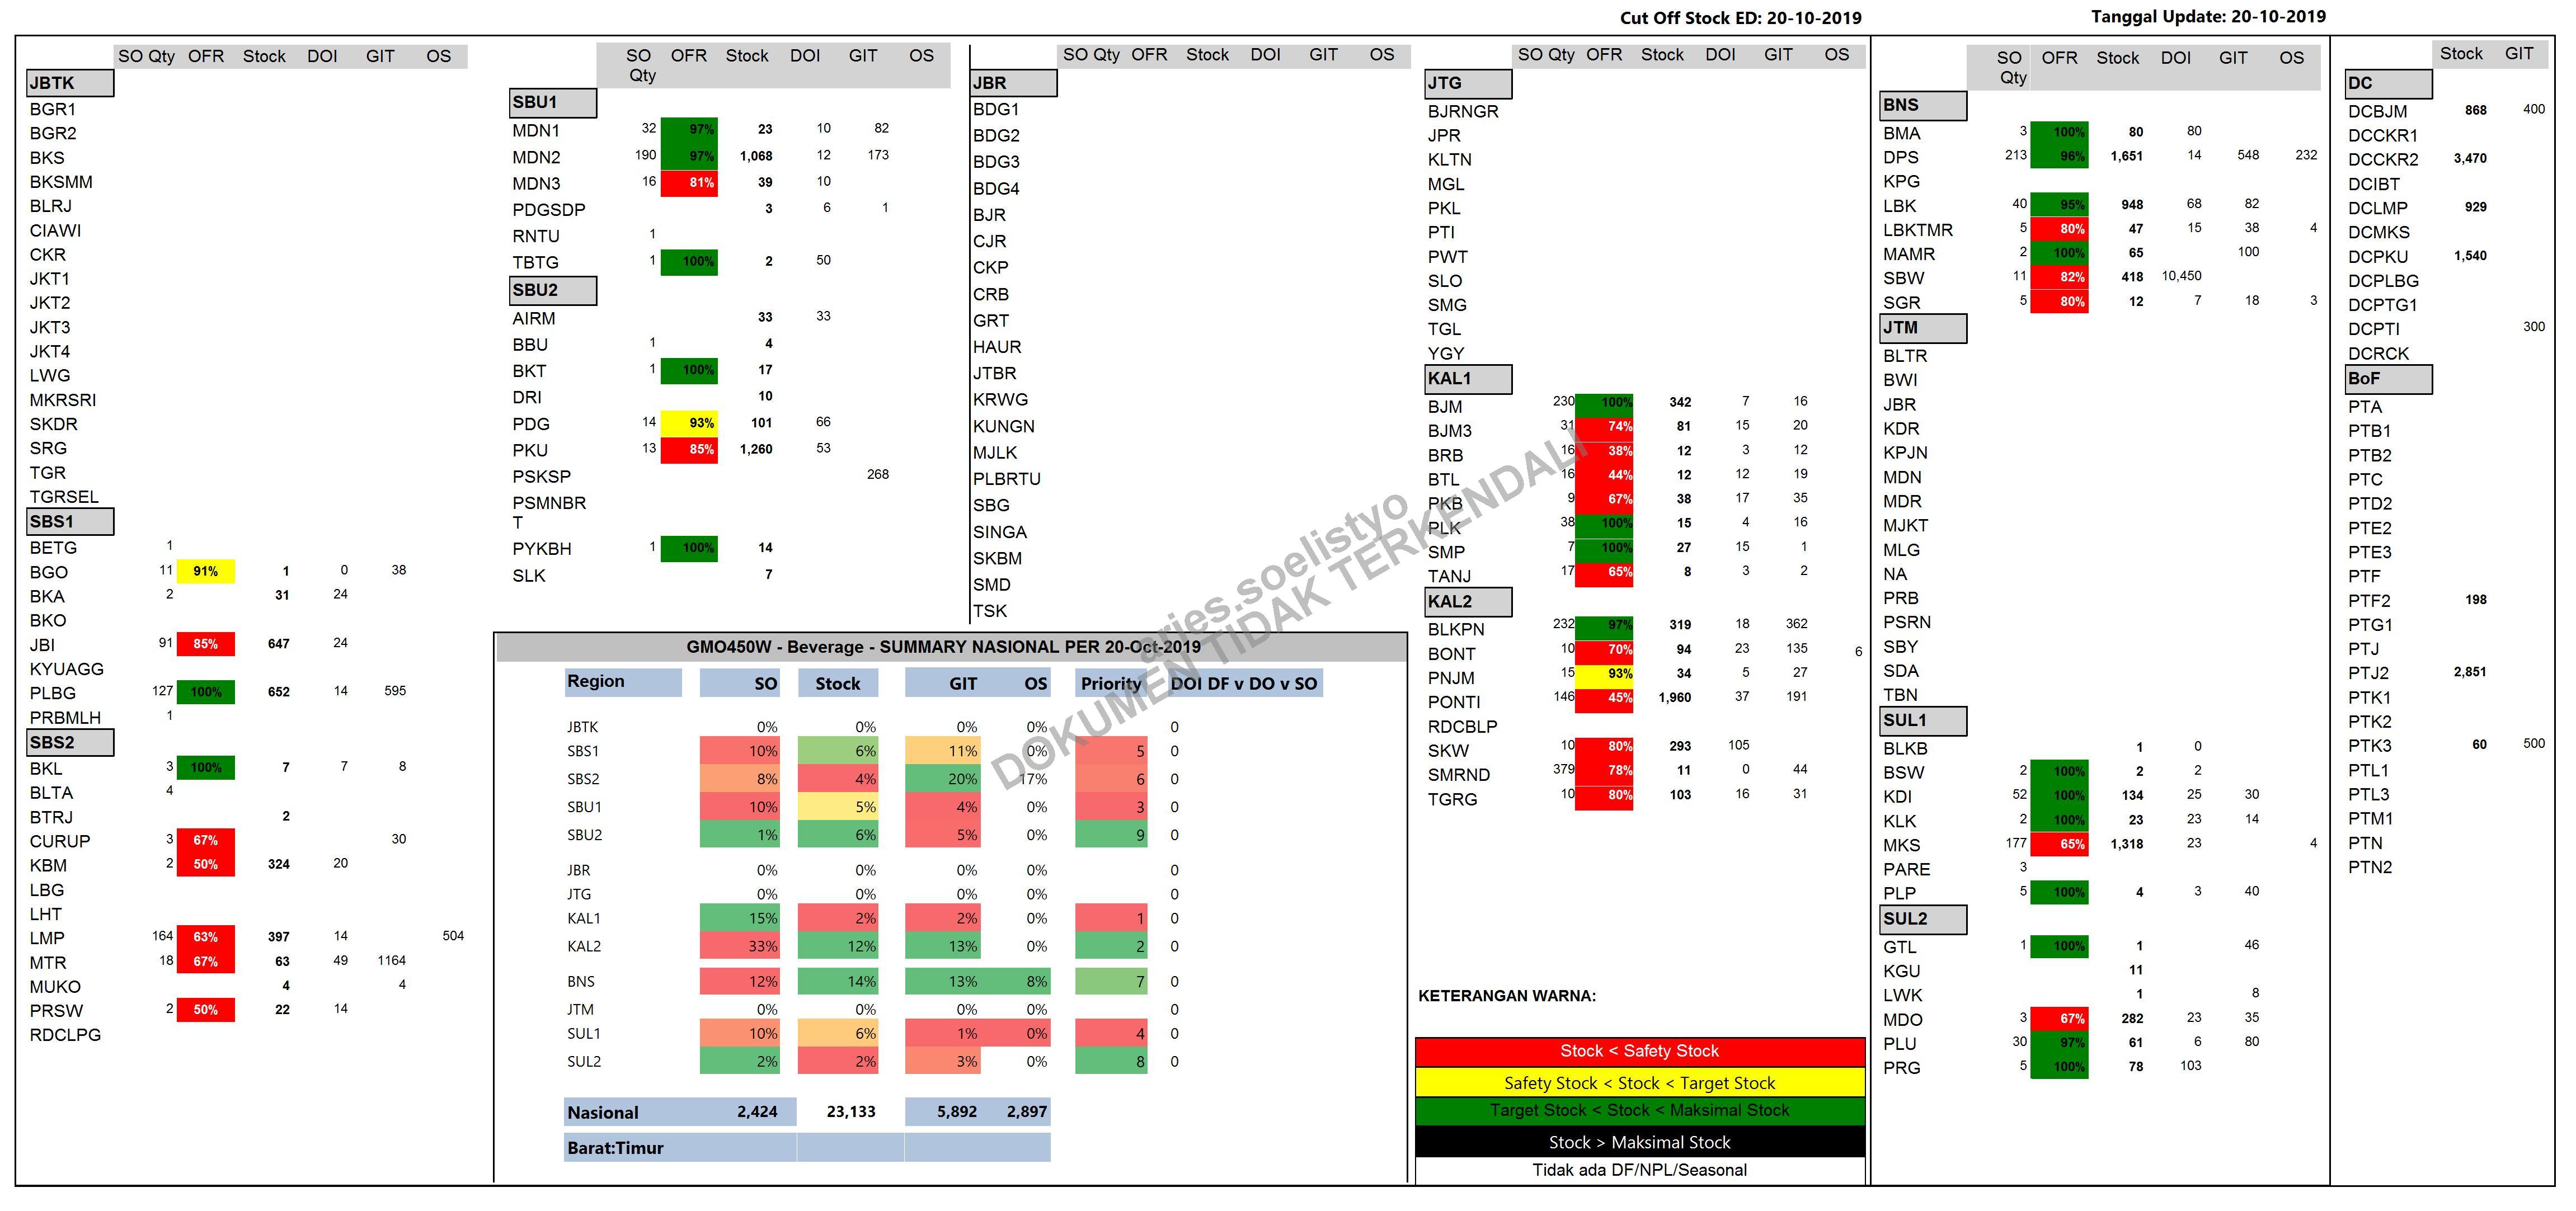 Cut Off Stock ED: 20-10-2019
Tanggal Update: 20-10-2019
SO Qty OFR Stock DOI GIT OS
JBTK
BGR1
BGR2
BKS
BKSMM
BLRJ
CIAWI
CKR
JKT1
JKT2
JKT3
JKT4
LWG
MKRSRI
SKDR
SRG
TGR
TGRSEL
SBS1
BETG 1
BGO 11 91% 1 0 38
BKA 2 31 24
BKO
JBI 91 85% 647 24
KYUAGG
PLBG 127 100% 652 14 595
PRBMLH 1
SBS2
BKL 3 100% 7 7 8
BLTA 4
BTRJ 2
CURUP 3 67% 30
KBM 2 50% 324 20
LBG
LHT
LMP 164 63% 397 14 504
MTR 18 67% 63 49 1164
MUKO 4 4
PRSW 2 50% 22 14
RDCLPG
SO Qty OFR Stock DOI GIT OS
SBU1
MDN1 32 97% 23 10 82
MDN2 190 97% 1,068 12 173
MDN3 16 81% 39 10
PDGSDP 3 6 1
RNTU 1
TBTG 1 100% 2 50
SBU2
AIRM 33 33
BBU 1 4
BKT 1 100% 17
DRI 10
PDG 14 93% 101 66
PKU 13 85% 1,260 53
PSKSP 268
PSMNBR
T
PYKBH 1 100% 14
SLK 7
SO Qty OFR Stock DOI GIT OS
JBR
BDG1
BDG2
BDG3
BDG4
BJR
CJR
CKP
CRB
GRT
HAUR
JTBR
KRWG
KUNGN
MJLK
PLBRTU
SBG
SINGA
SKBM
SMD
TSK
GMO450W - Beverage - SUMMARY NASIONAL PER 20-Oct-2019
Region SO Stock GIT OS Priority DOI DF v DO v SO
JBTK 0% 0% 0% 0% 0
SBS1 10% 6% 11% 0% 5 0
SBS2 8% 4% 20% 17% 6 0
SBU1 10% 5% 4% 0% 3 0
SBU2 1% 6% 5% 0% 9 0
JBR 0% 0% 0% 0% 0
JTG 0% 0% 0% 0% 0
KAL1 15% 2% 2% 0% 1 0
KAL2 33% 12% 13% 0% 2 0
BNS 12% 14% 13% 8% 7 0
JTM 0% 0% 0% 0% 0
SUL1 10% 6% 1% 0% 4 0
SUL2 2% 2% 3% 0% 8 0
Nasional 2,424 23,133 5,892 2,897
Barat:Timur
SO Qty OFR Stock DOI GIT OS
JTG
BJRNGR
JPR
KLTN
MGL
PKL
PTI
PWT
SLO
SMG
TGL
YGY
KAL1
BJM 230 100% 342 7 16
BJM3 31 74% 81 15 20
BRB 16 38% 12 3 12
BTL 16 44% 12 12 19
PKB 9 67% 38 17 35
PLK 38 100% 15 4 16
SMP 7 100% 27 15 1
TANJ 17 65% 8 3 2
KAL2
BLKPN 232 97% 319 18 362
BONT 10 70% 94 23 135 6
PNJM 15 93% 34 5 27
PONTI 146 45% 1,960 37 191
RDCBLP
SKW 10 80% 293 105
SMRND 379 78% 11 0 44
TGRG 10 80% 103 16 31
KETERANGAN WARNA:
Stock < Safety Stock
Safety Stock < Stock < Target Stock
Target Stock < Stock < Maksimal Stock
Stock > Maksimal Stock
Tidak ada DF/NPL/Seasonal
SO Qty OFR Stock DOI GIT OS
BNS
BMA 3 100% 80 80
DPS 213 96% 1,651 14 548 232
KPG
LBK 40 95% 948 68 82
LBKTMR 5 80% 47 15 38 4
MAMR 2 100% 65 100
SBW 11 82% 418 10,450
SGR 5 80% 12 7 18 3
JTM
BLTR
BWI
JBR
KDR
KPJN
MDN
MDR
MJKT
MLG
NA
PRB
PSRN
SBY
SDA
TBN
SUL1
BLKB 1 0
BSW 2 100% 2 2
KDI 52 100% 134 25 30
KLK 2 100% 23 23 14
MKS 177 65% 1,318 23 4
PARE 3
PLP 5 100% 4 3 40
SUL2
GTL 1 100% 1 46
KGU 11
LWK 1 8
MDO 3 67% 282 23 35
PLU 30 97% 61 6 80
PRG 5 100% 78 103
Stock GIT
DC
DCBJM 868 400
DCCKR1
DCCKR2 3,470
DCIBT
DCLMP 929
DCMKS
DCPKU 1,540
DCPLBG
DCPTG1
DCPTI 300
DCRCK
BoF
PTA
PTB1
PTB2
PTC
PTD2
PTE2
PTE3
PTF
PTF2 198
PTG1
PTJ
PTJ2 2,851
PTK1
PTK2
PTK3 60 500
PTL1
PTL3
PTM1
PTN
PTN2
aries.soelistyo
DOKUMEN TIDAK TERKENDALI